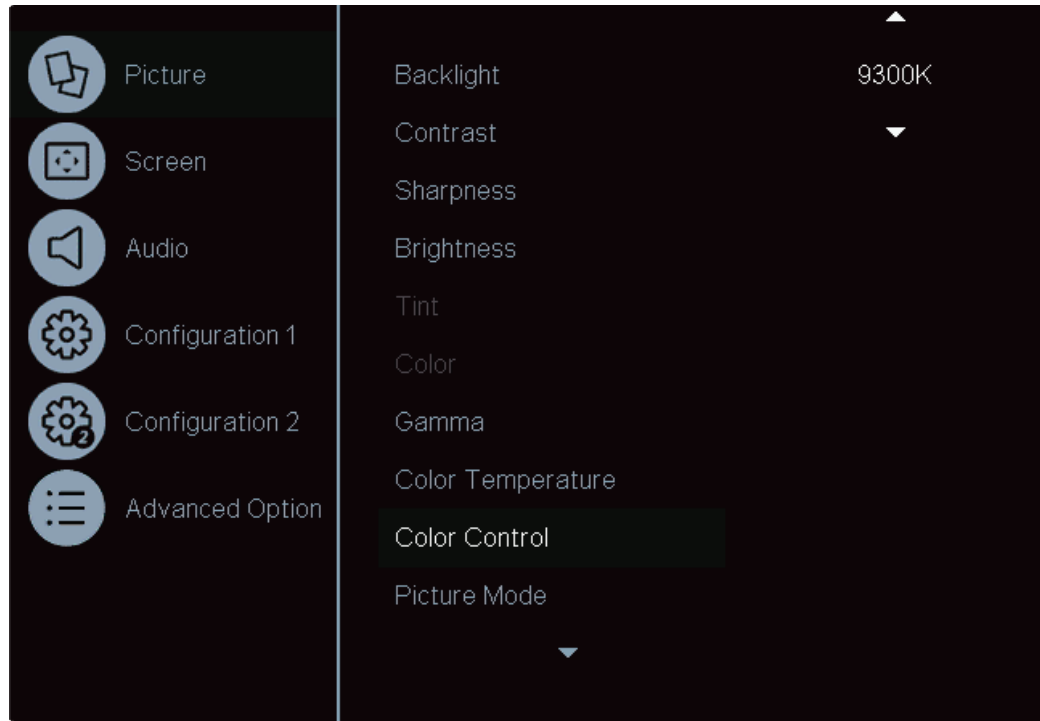 Picture
Screen
Audio
Configuration 1
Configuration 2
2
Advanced Option
Backlight
Contrast
Sharpness
Brightness
Tint
Color
Gamma
Color Temperature
Color Control
Picture Mode
9300K